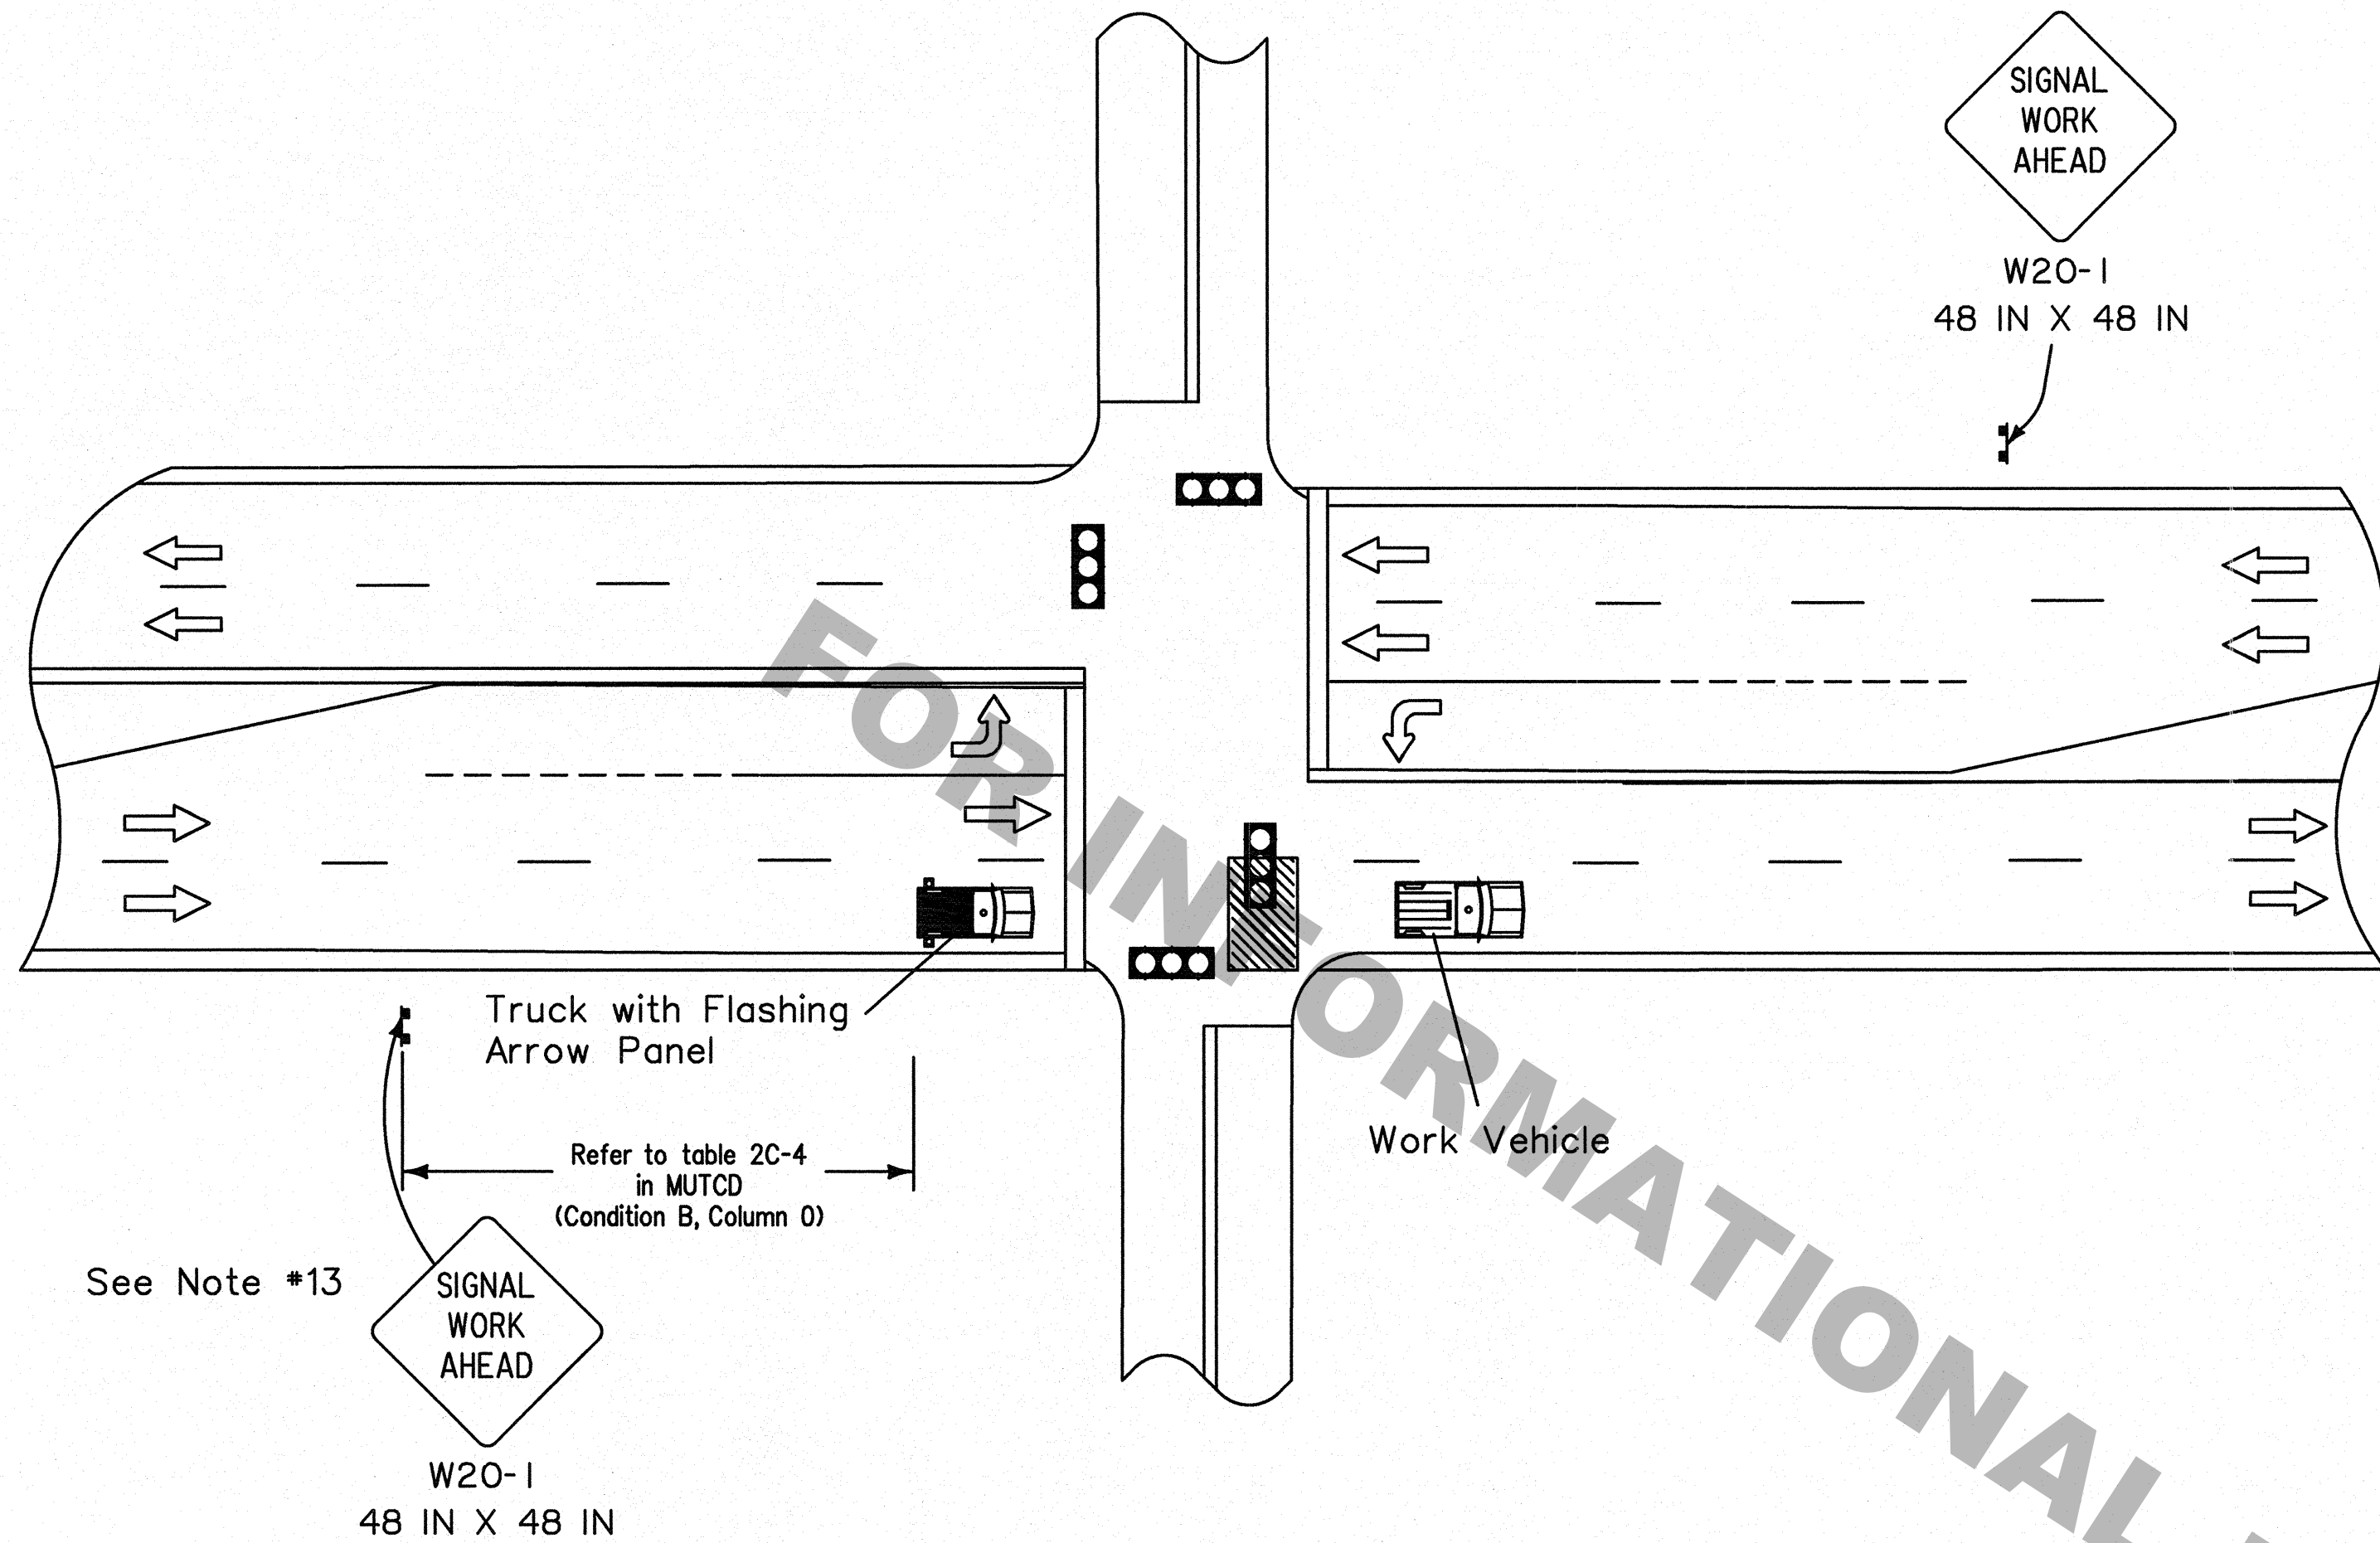 SIGNAL
WORK
AHEAD
W20-1
48 IN X 48 IN
Truck with Flashing
Arrow Panel
Refer to table 2C-4
in MUTCD
(Condition B, Column 0)
Work Vehicle
See Note #13
SIGNAL
WORK
AHEAD
W20-1
48 IN X 48 IN
FOR INFORMATIONAL